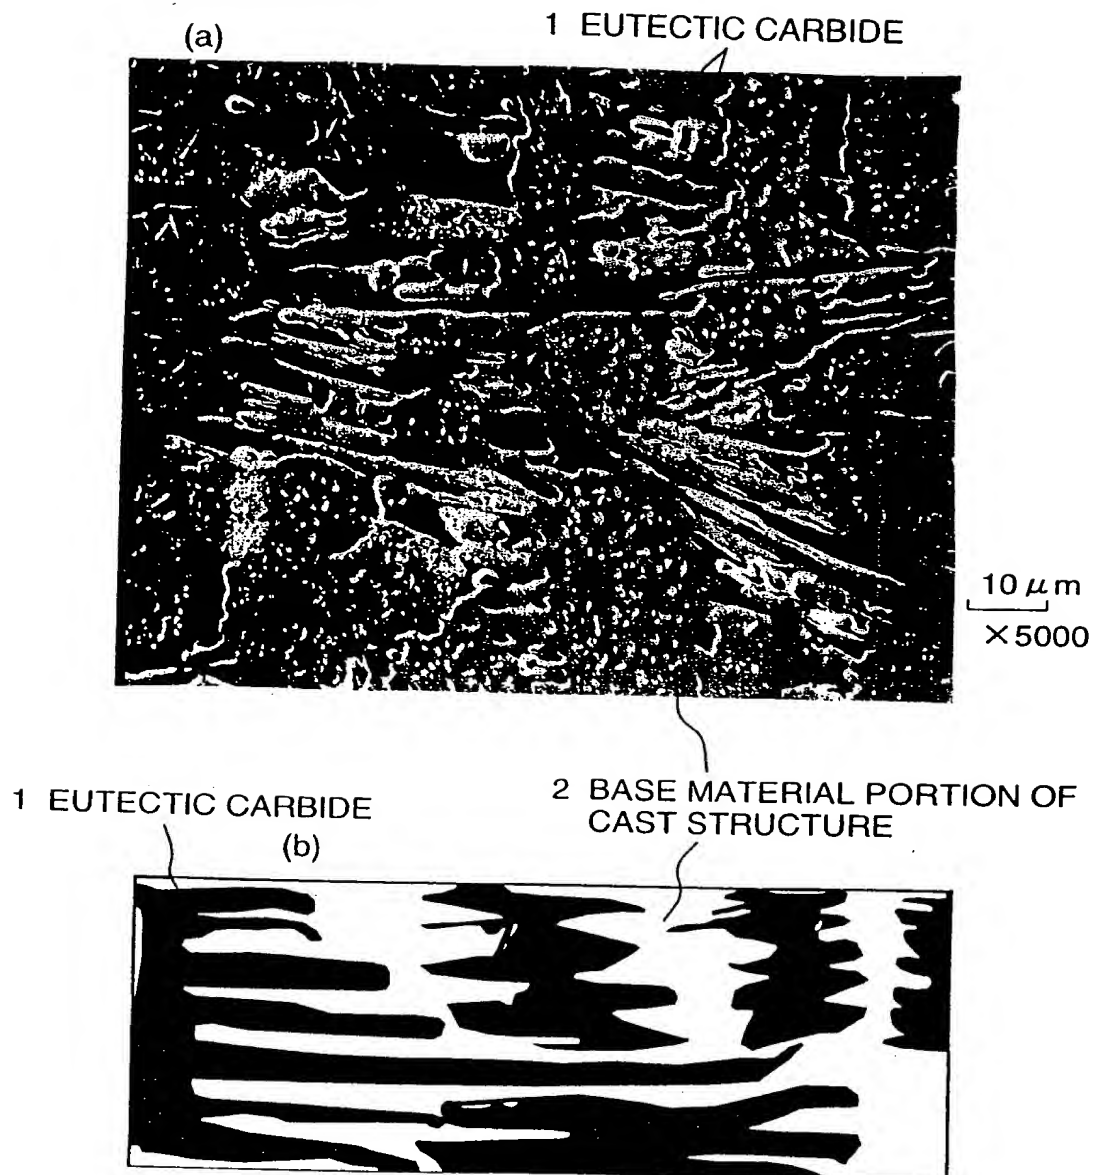 (a)
1 EUTECTIC CARBIDE
10 μm
×5000
1 EUTECTIC CARBIDE
(b)
2 BASE MATERIAL PORTION OF
CAST STRUCTURE